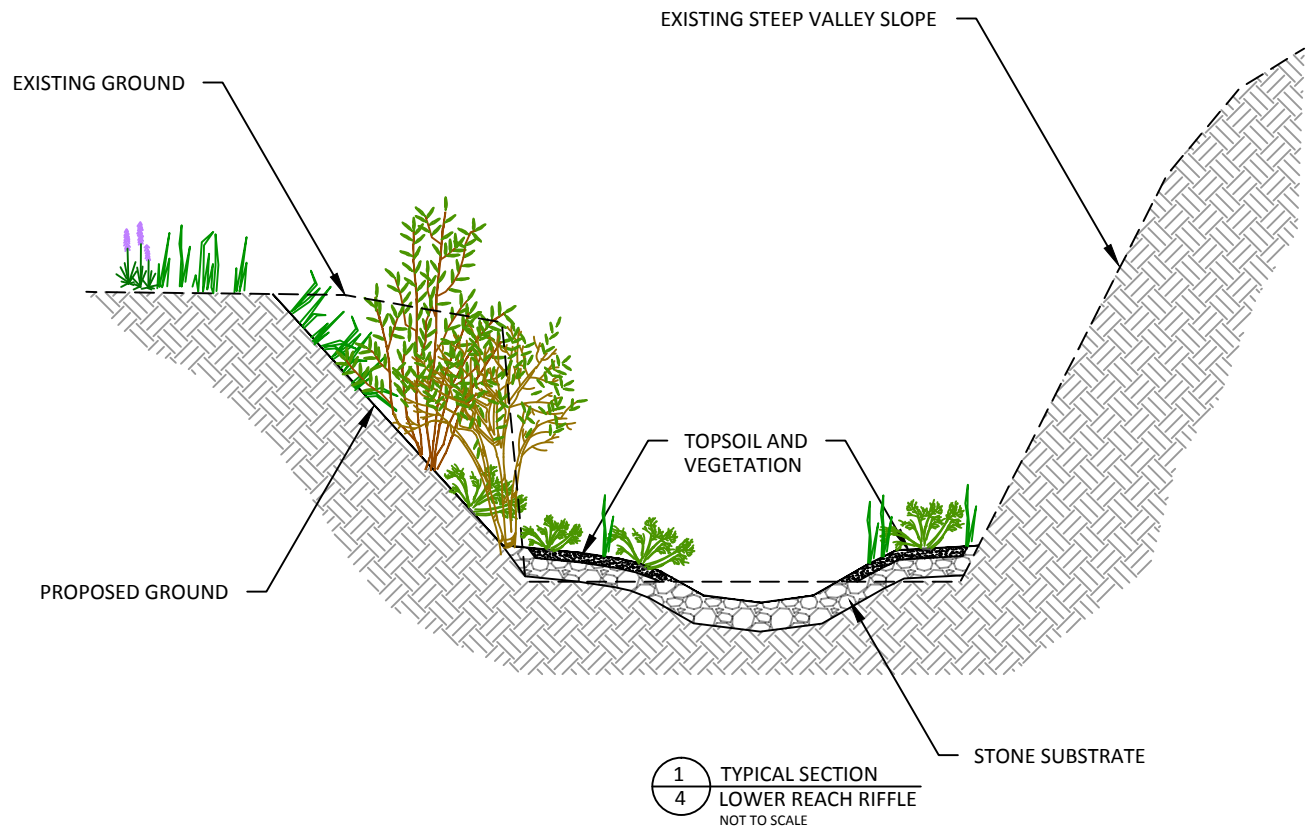 EXISTING STEEP VALLEY SLOPE
EXISTING GROUND
TOPSOIL AND
VEGETATION
PROPOSED GROUND
STONE SUBSTRATE
1
4
TYPICAL SECTION
LOWER REACH RIFFLE
NOT TO SCALE